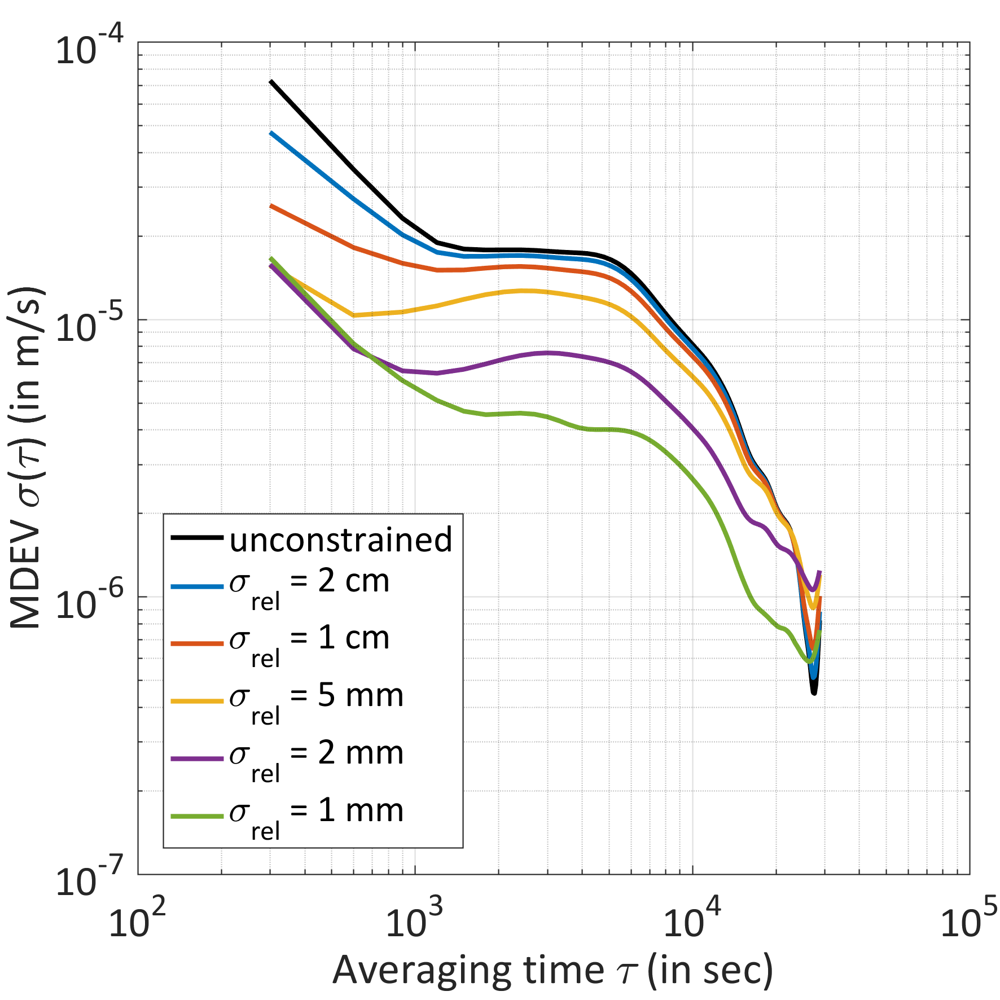 10-4
10-5
10-6
10-7
MDEV σ(τ) (in m/s)
unconstrained
σrel = 2 cm
σrel = 1 cm
σrel = 5 mm
σrel = 2 mm
σrel = 1 mm
102 103 104 105
Averaging time τ (in sec)